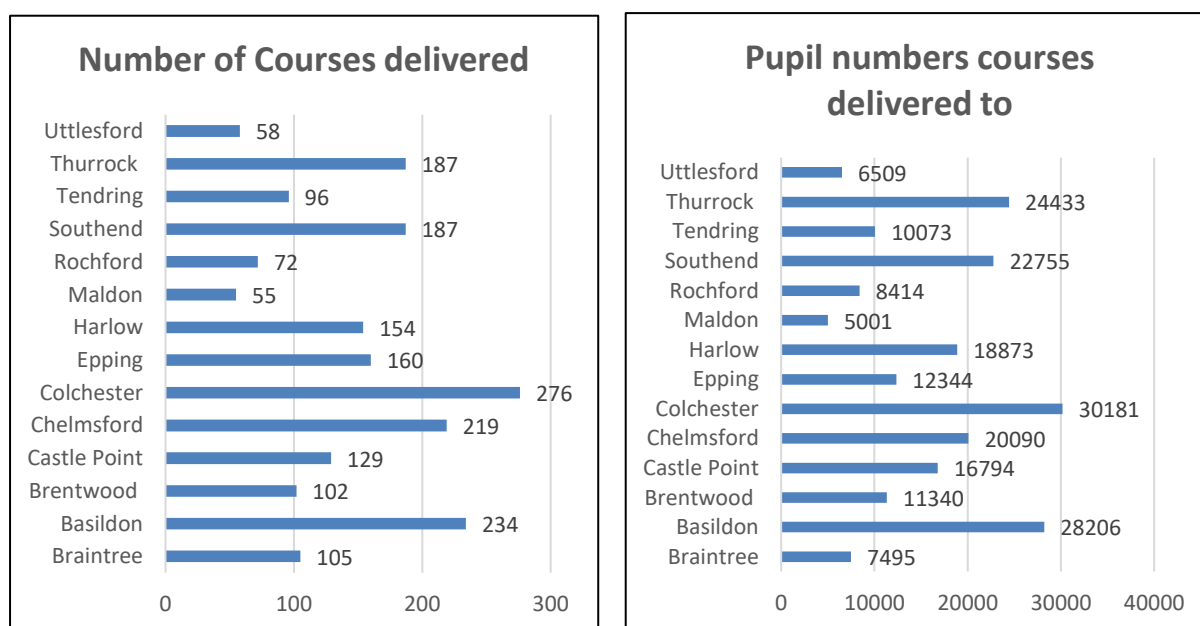 Number of Courses delivered
Uttlesford 58
Thurrock 187
Tendring 96
Southend 187
Rochford 72
Maldon 55
Harlow 154
Epping 160
Colchester 276
Chelmsford 219
Castle Point 129
Brentwood 102
Basildon 234
Braintree 105
0 100 200 300
Pupil numbers courses
delivered to
Uttlesford 6509
Thurrock 24433
Tendring 10073
Southend 22755
Rochford 8414
Maldon 5001
Harlow 18873
Epping 12344
Colchester 30181
Chelmsford 20090
Castle Point 16794
Brentwood 11340
Basildon 28206
Braintree 7495
0 10000 20000 30000 40000